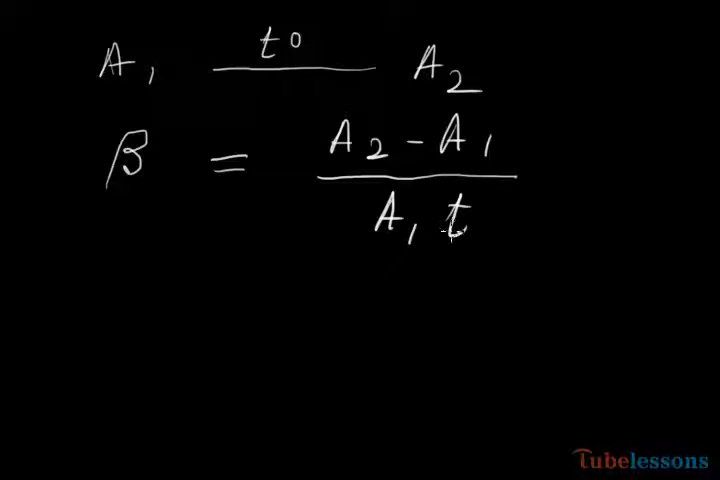 A₁ t° A₂
β = (A₂ - A₁) / (A₁ t)
Tubelessons